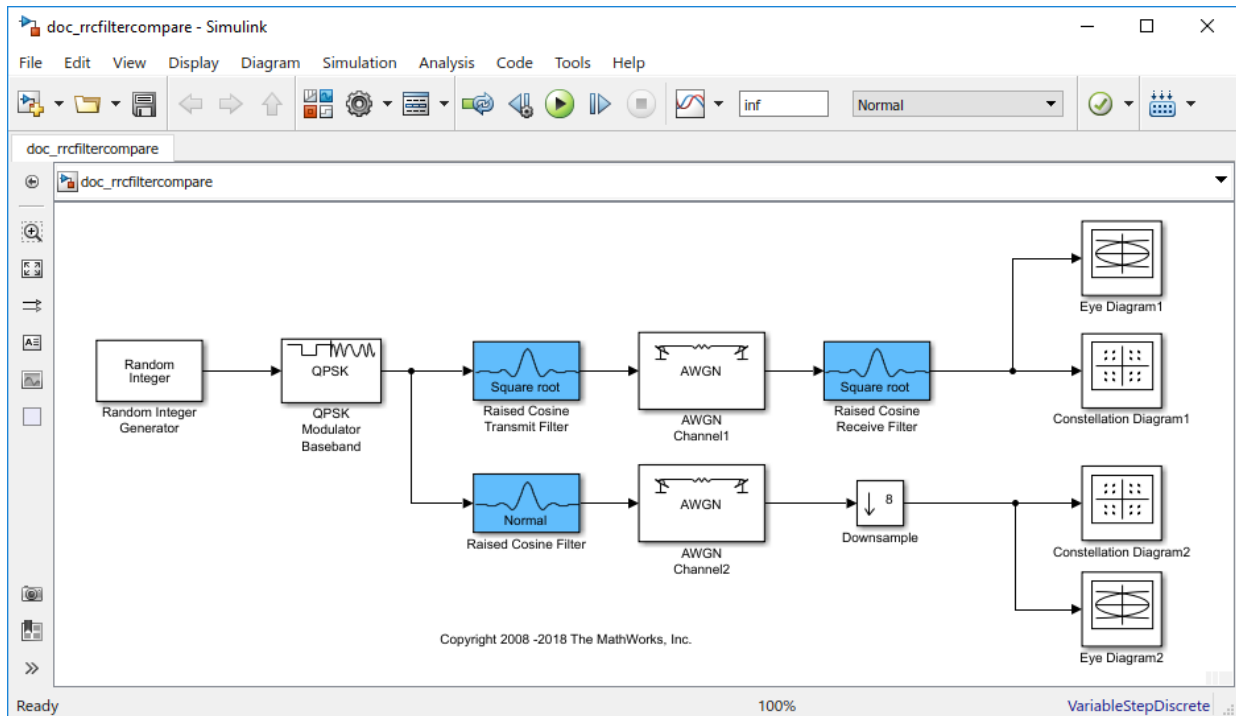 doc_rrcfiltercompare - Simulink
File Edit View Display Diagram Simulation Analysis Code Tools Help
inf
Normal
doc_rrcfiltercompare
doc_rrcfiltercompare
Random
Integer
Random Integer
Generator
QPSK
QPSK
Modulator
Baseband
Square root
Raised Cosine
Transmit Filter
AWGN
AWGN
Channel1
Square root
Raised Cosine
Receive Filter
Eye Diagram1
Constellation Diagram1
Normal
Raised Cosine Filter
AWGN
AWGN
Channel2
8
Downsample
Constellation Diagram2
Eye Diagram2
Copyright 2008 -2018 The MathWorks, Inc.
Ready
100%
VariableStepDiscrete